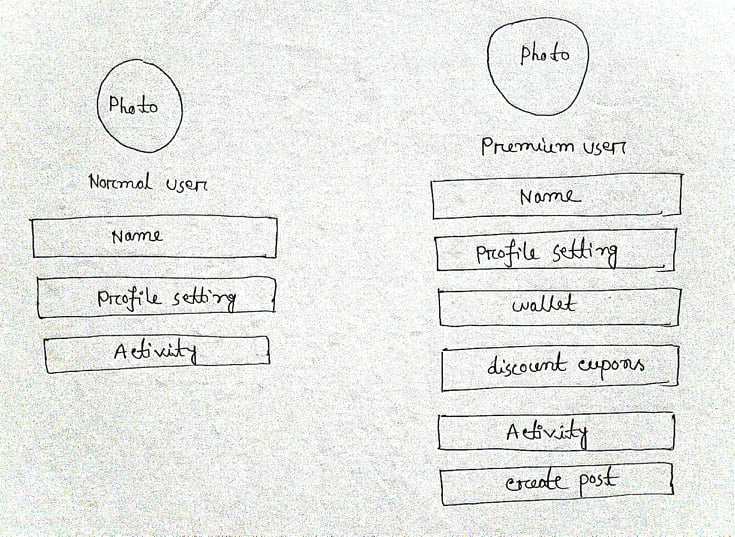 Photo
Normal user
Name
Profile setting
Activity
Photo
Premium user
Name
Profile setting
wallet
discount cupons
Activity
create post